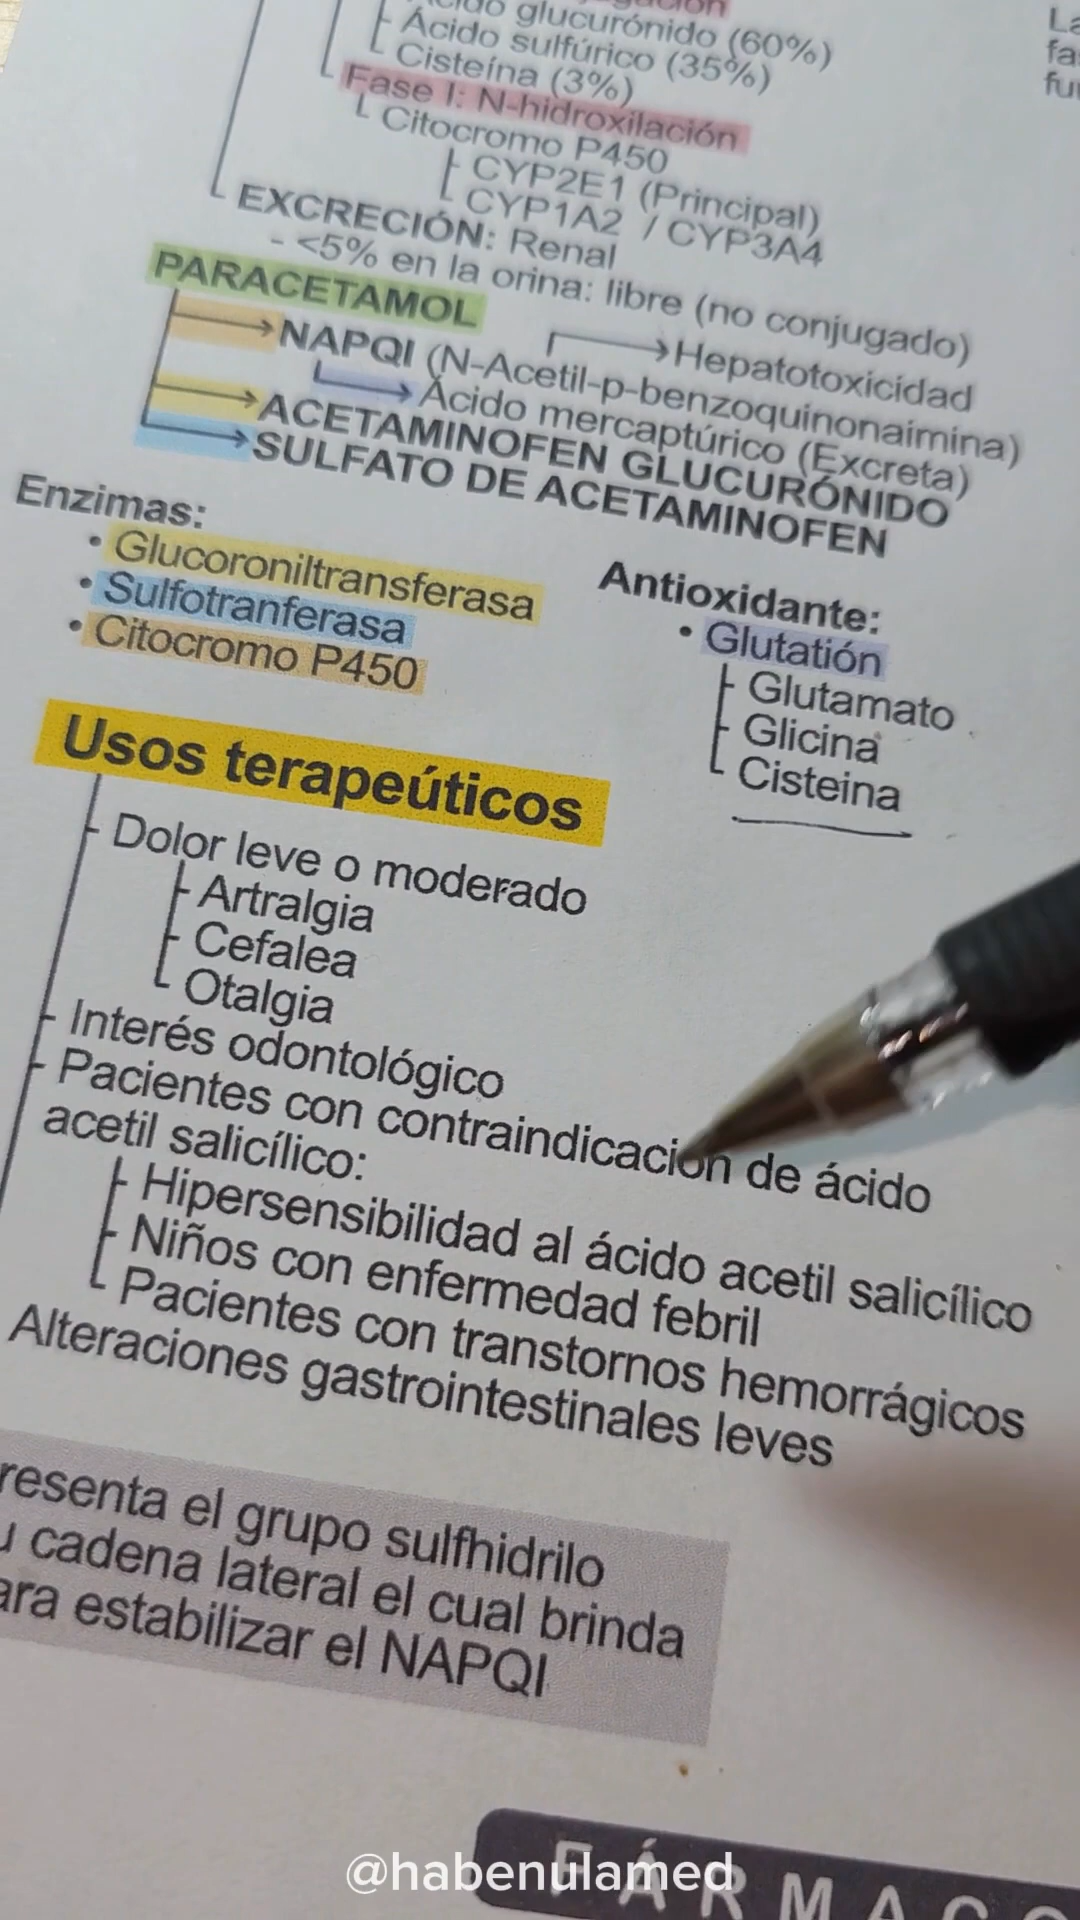 glucurónido (60%)
Ácido sulfúrico (35%)
Cisteína (3%)
Fase I: N-hidroxilación
Citocromo P450
CYP2E1 (Principal)
CYP1A2 / CYP3A4
EXCRECIÓN: Renal
- <5% en la orina: libre (no conjugado)
PARACETAMOL
Hepatotoxicidad
NAPQI (N-Acetil-p-benzoquinonaimina)
Ácido mercaptúrico (Excreta)
ACETAMINOFEN GLUCURÓNIDO
SULFATO DE ACETAMINOFEN
Enzimas:
• Glucoroniltransferasa
• Sulfotranferasa
• Citocromo P450
Antioxidante:
• Glutatión
Glutamato
Glicina
Cisteina
Usos terapeúticos
Dolor leve o moderado
Artralgia
Cefalea
Otalgia
Interés odontológico
Pacientes con contraindicación de ácido
acetil salicílico:
Hipersensibilidad al ácido acetil salicílico
Niños con enfermedad febril
Pacientes con transtornos hemorrágicos
Alteraciones gastrointestinales leves
resenta el grupo sulfhidrilo
cadena lateral el cual brinda
ara estabilizar el NAPQI
@habenulamed
FÁRMACO